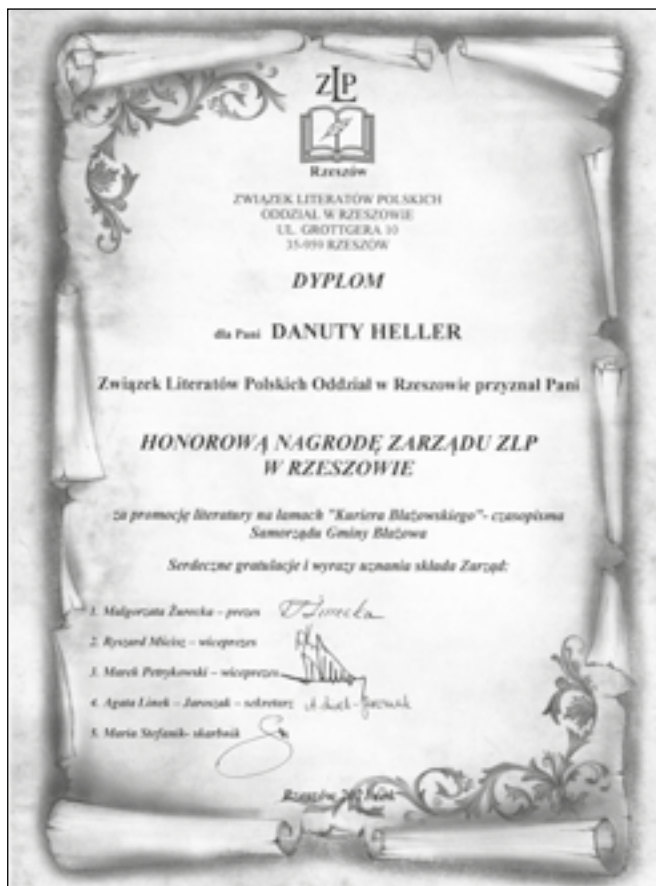 ZLP
Rzeszów
ZWIĄZEK LITERATÓW POLSKICH
ODDZIAŁ W RZESZOWIE
UL. GROTTGERA 10
35-959 RZESZÓW
DYPLOM
dla Pani DANUTY HELLER
Związek Literatów Polskich Oddział w Rzeszowie przyznał Pani
HONOROWĄ NAGRODĘ ZARZĄDU ZLP
W RZESZOWIE
za promocję literatury na łamach "Kuriera Błażowskiego"- czasopisma
Samorządu Gminy Błażowa
Serdeczne gratulacje i wyrazy uznania składa Zarząd:
1. Małgorzata Żurecka – prezes
2. Ryszard Mścisz – wiceprezes
3. Marek Petrykowski – wiceprezes
4. Agata Linek – Jaroszak – sekretarz
5. Maria Stefanik- skarbnik
Rzeszów